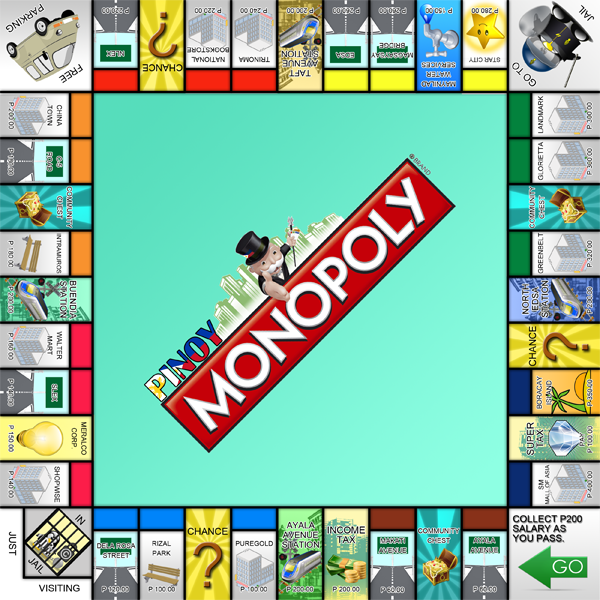 FREE
PARKING
NLEX
P 220.00
CHANCE
NATIONAL
BOOKSTORE
P 220.00
TRINOMA
P 240.00
TAFT
AVENUE
STATION
P 200.00
EDSA
MAGSAYSAY
BRIDGE
MAYNILAD
WATER
SERVICES
P 150.00
STAR CITY
P 280.00
GO TO
JAIL
CHINA
TOWN
P 200 00
ROAD
COMMUNITY
CHEST
INTRAMUROS
P 180 00
BUENDIA
STATION
P 200.00
WALTER
MART
P 160 00
SLEX
MERALCO
CORP
P 150.00
SHOPWISE
P 140 00
LANDMARK
P 300 00
GLORIETTA
P 300 00
COMMUNITY
CHEST
GREENBELT
P 320 00
NORTH
EDSA
STATION
P 200.00
CHANCE
BORACAY
ISLAND
P 350.00
SUPER
TAX
PAY
P 100 00
SM
MALL OF ASIA
P 400 00
®BRAND
PINOY
MONOPOLY
IN
JAIL
JUST
VISITING
DELA ROSA
STREET
P 120.00
RIZAL
PARK
P 100 00
CHANCE
PUREGOLD
P 100 00
AYALA
AVENUE
STATION
P 200.00
INCOME
TAX
P 200 00
MAKATI
AVENUE
P 60.00
COMMUNITY
CHEST
AYALA
AVENUE
P 60.00
COLLECT P200
SALARY AS
YOU PASS.
GO